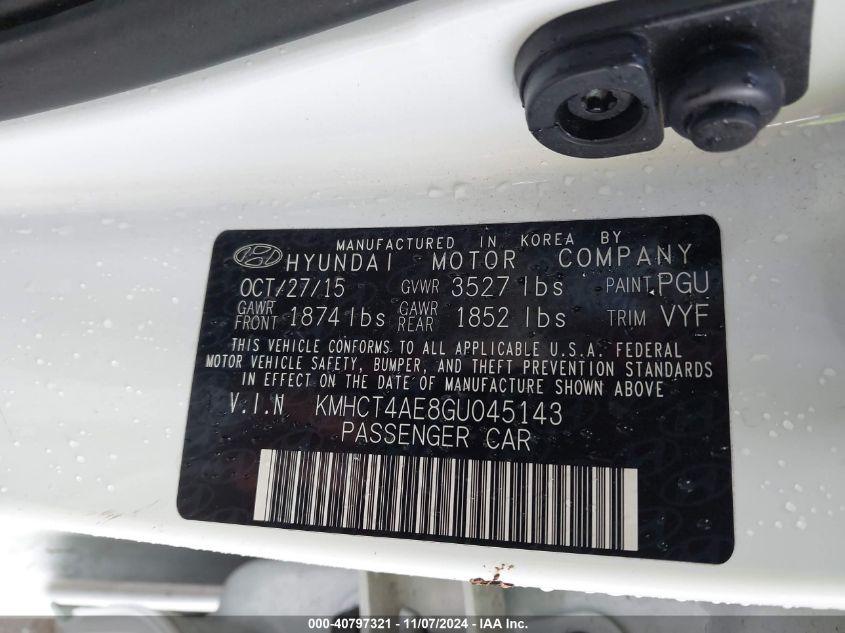 MANUFACTURED IN KOREA BY
HYUNDAI MOTOR COMPANY
OCT/27/15 GVWR 3527 lbs PAINT PGU
GAWR FRONT 1874 lbs GAWR REAR 1852 lbs TRIM VYF
THIS VEHICLE CONFORMS TO ALL APPLICABLE U.S.A. FEDERAL
MOTOR VEHICLE SAFETY, BUMPER, AND THEFT PREVENTION STANDARDS
IN EFFECT ON THE DATE OF MANUFACTURE SHOWN ABOVE
V.I.N KMHCT4AE8GU045143
PASSENGER CAR
000-40797321 - 11/07/2024 - IAA Inc.